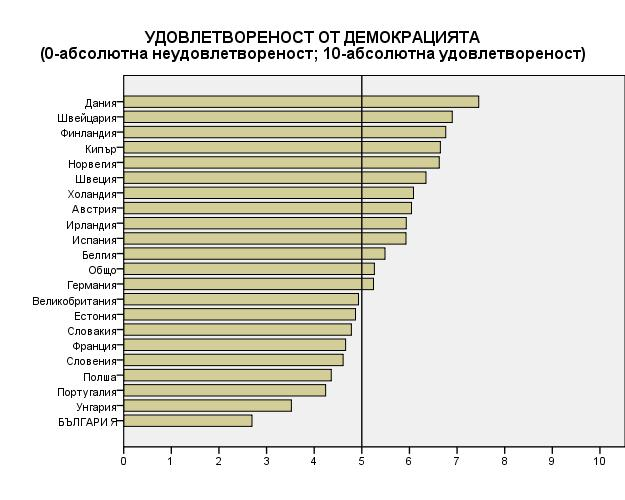 УДОВЛЕТВОРЕНОСТ ОТ ДЕМОКРАЦИЯТА
(0-абсолютна неудовлетвореност; 10-абсолютна удовлетвореност)
Дания
Швейцария
Финландия
Кипър
Норвегия
Швеция
Холандия
Австрия
Ирландия
Испания
Белгия
Общо
Германия
Великобритания
Естония
Словакия
Франция
Словения
Полша
Португалия
Унгария
БЪЛГАРИЯ
0 1 2 3 4 5 6 7 8 9 10